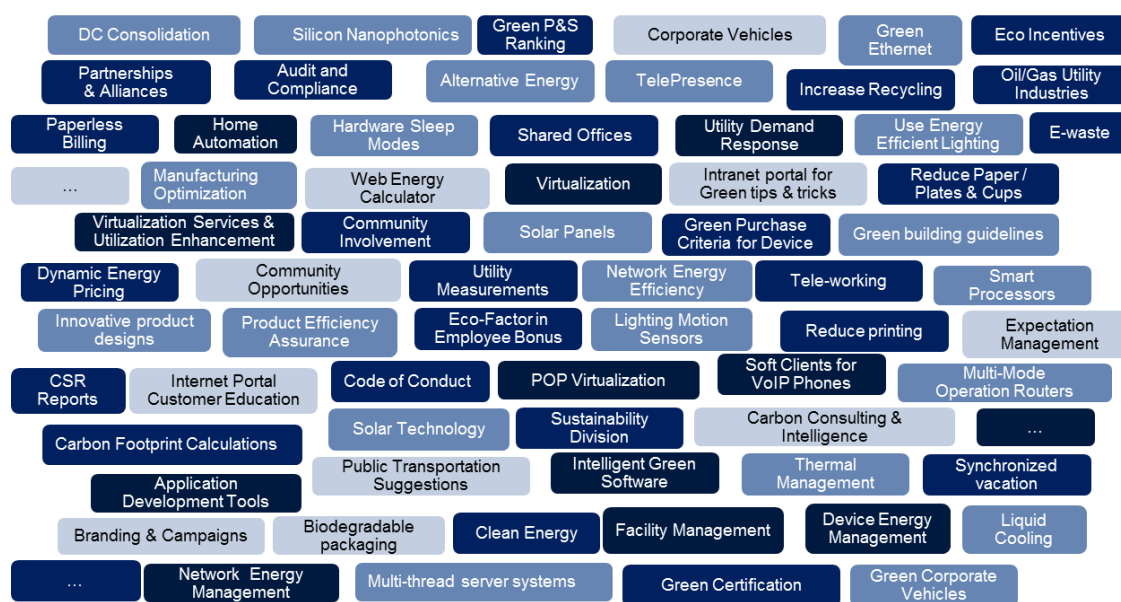 DC Consolidation
Silicon Nanophotonics
Green P&S
Ranking
Corporate Vehicles
Green
Ethernet
Eco Incentives
Partnerships
& Alliances
Audit and
Compliance
Alternative Energy
TelePresence
Increase Recycling
Oil/Gas Utility
Industries
Paperless
Billing
Home
Automation
Hardware Sleep
Modes
Shared Offices
Utility Demand
Response
Use Energy
Efficient Lighting
E-waste
...
Manufacturing
Optimization
Web Energy
Calculator
Virtualization
Intranet portal for
Green tips & tricks
Reduce Paper /
Plates & Cups
Virtualization Services &
Utilization Enhancement
Community
Involvement
Solar Panels
Green Purchase
Criteria for Device
Green building guidelines
Dynamic Energy
Pricing
Community
Opportunities
Utility
Measurements
Network Energy
Efficiency
Tele-working
Smart
Processors
Innovative product
designs
Product Efficiency
Assurance
Eco-Factor in
Employee Bonus
Lighting Motion
Sensors
Reduce printing
Expectation
Management
CSR
Reports
Internet Portal
Customer Education
Code of Conduct
POP Virtualization
Soft Clients for
VoIP Phones
Multi-Mode
Operation Routers
Carbon Footprint Calculations
Solar Technology
Sustainability
Division
Carbon Consulting &
Intelligence
...
Application
Development Tools
Public Transportation
Suggestions
Intelligent Green
Software
Thermal
Management
Synchronized
vacation
Branding & Campaigns
Biodegradable
packaging
Clean Energy
Facility Management
Device Energy
Management
Liquid
Cooling
...
Network Energy
Management
Multi-thread server systems
Green Certification
Green Corporate
Vehicles